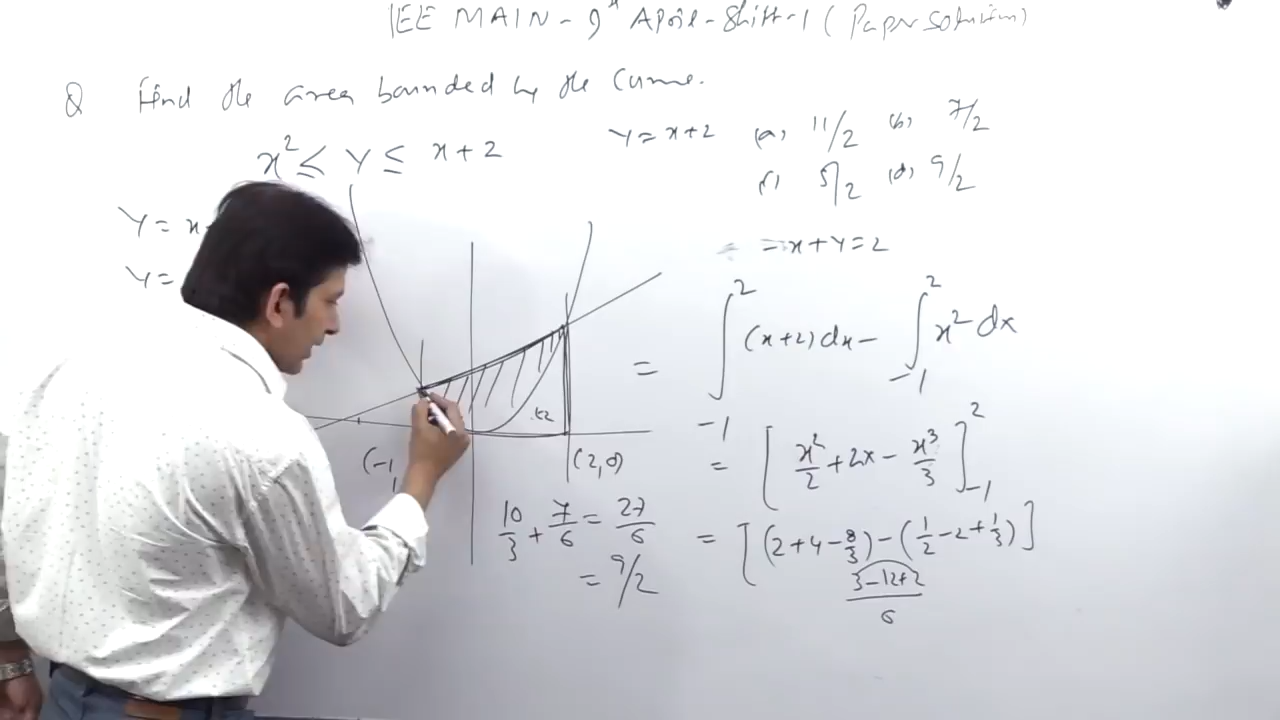 JEE MAIN - 9th April - Shift-1 (Paper solution)
Q Find the area bounded by the curve.
x² ≤ Y ≤ x + 2
Y = x + 2
(a) 11/2 (b) 7/2
(c) 5/2 (d) 9/2
Y = x
Y =
= x + Y = 2
= ∫₋₁² (x+2) dx - ∫₋₁² x² dx
(-1,
(2,0)
= [x²/2 + 2x - x³/3]₋₁²
= [(2 + 4 - 8/3) - (1/2 - 2 + 1/3)]
3 - 12 + 2 / 6
10/3 + 7/6 = 27/6
= 9/2